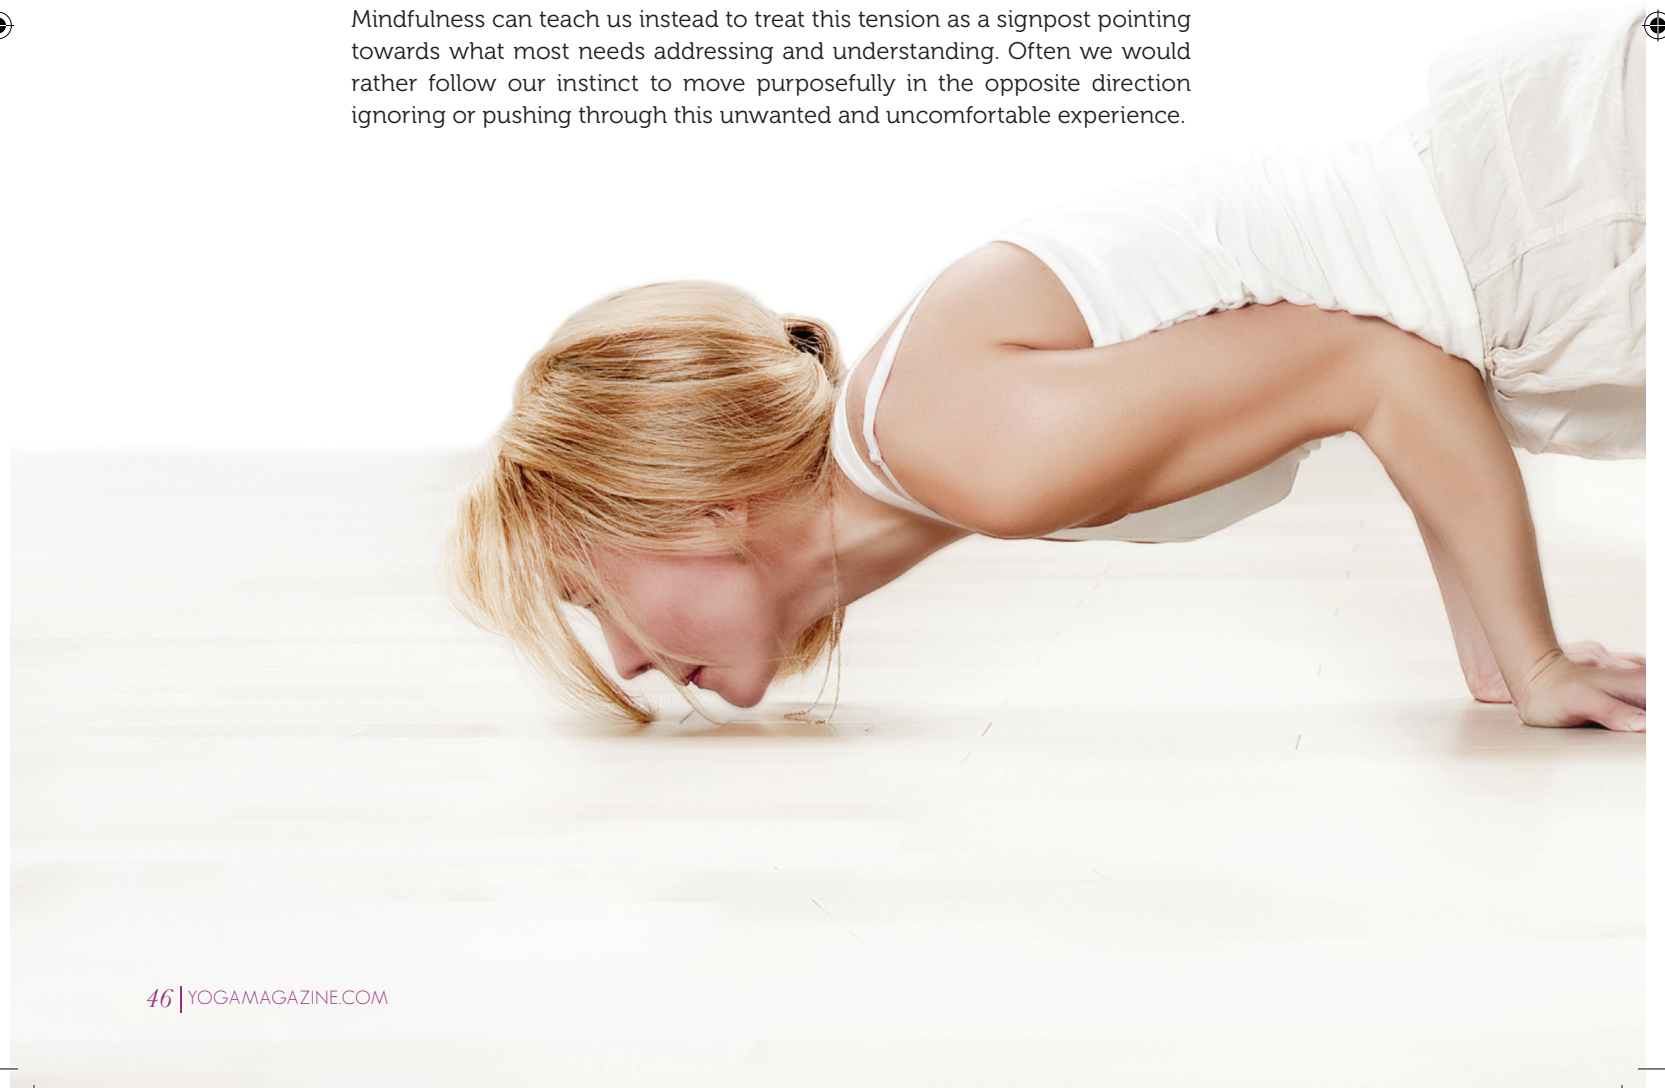 Mindfulness can teach us instead to treat this tension as a signpost pointing
towards what most needs addressing and understanding. Often we would
rather follow our instinct to move purposefully in the opposite direction
ignoring or pushing through this unwanted and uncomfortable experience.
46 | YOGAMAGAZINE.COM